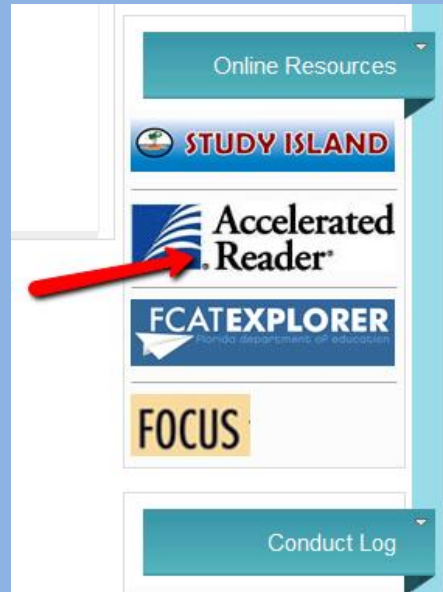 Online Resources
STUDY ISLAND
Accelerated
Reader®
FCATEXPLORER
Florida department of education
FOCUS
Conduct Log